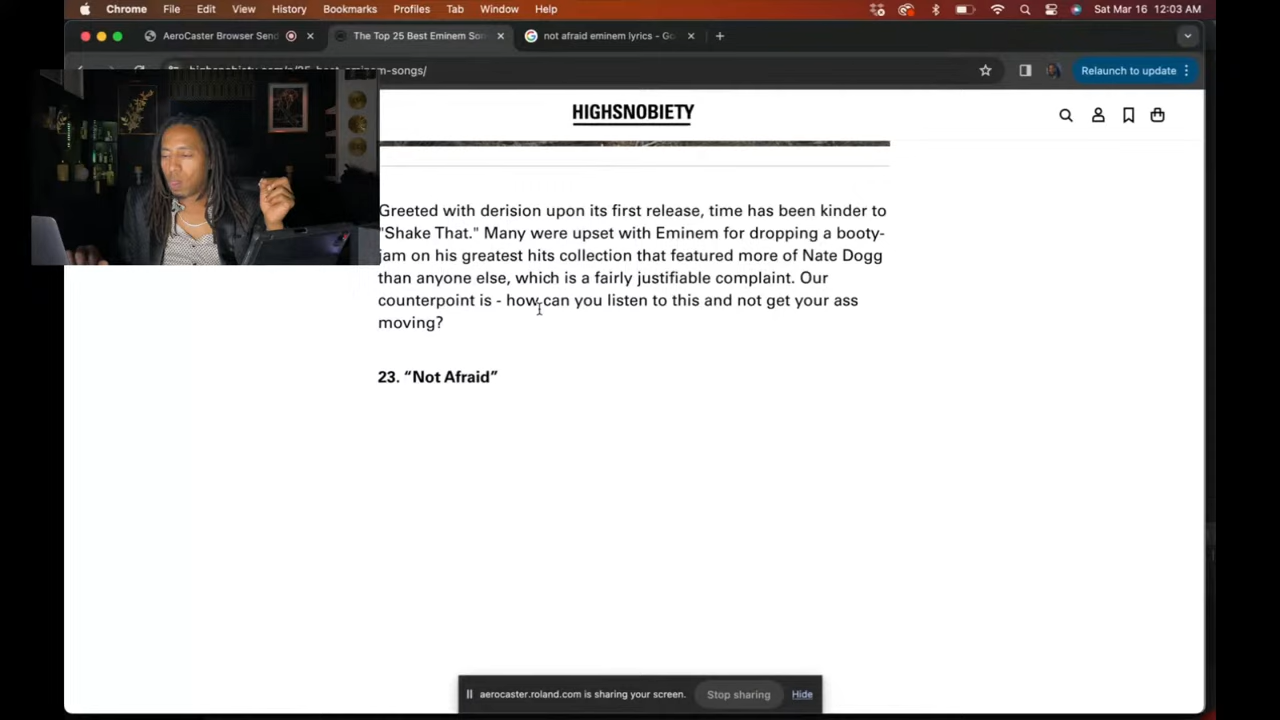 Chrome File Edit View History Bookmarks Profiles Tab Window Help Sat Mar 16 12:03 AM
AeroCaster Browser Send The Top 25 Best Eminem Son not afraid eminem lyrics - Go
-songs/ Relaunch to update
HIGHSNOBIETY
Greeted with derision upon its first release, time has been kinder to
"Shake That." Many were upset with Eminem for dropping a booty-
jam on his greatest hits collection that featured more of Nate Dogg
than anyone else, which is a fairly justifiable complaint. Our
counterpoint is - how can you listen to this and not get your ass
moving?
23. “Not Afraid”
aerocaster.roland.com is sharing your screen. Stop sharing Hide